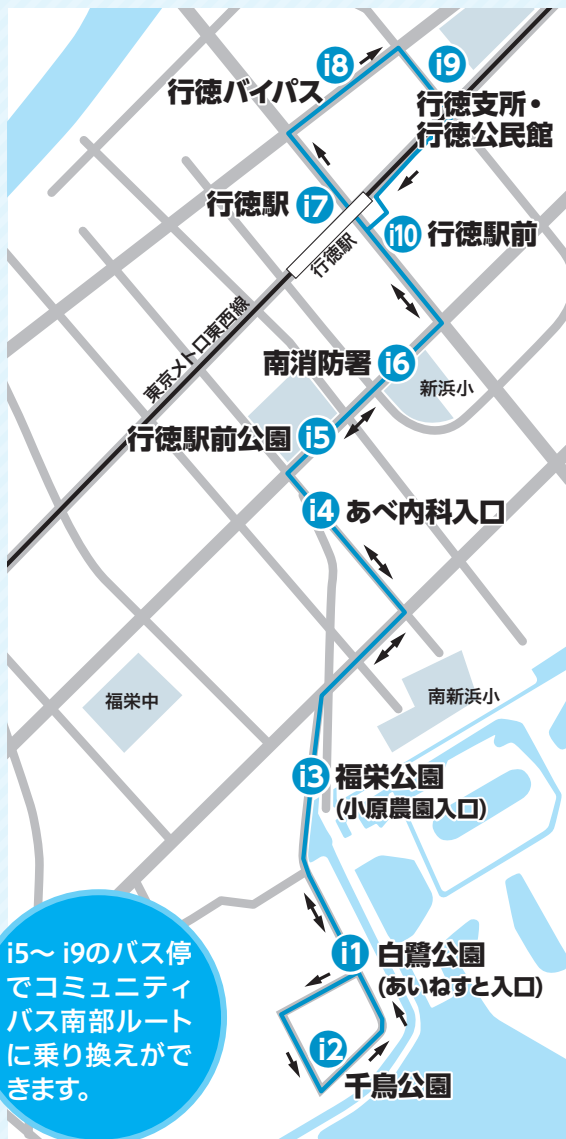 i8
行徳バイパス
i9
行徳支所・
行徳公民館
行徳駅
i7
i10
行徳駅前
行徳駅
東京メトロ東西線
南消防署
i6
新浜小
行徳駅前公園
i5
i4
あべ内科入口
福栄中
南新浜小
i3
福栄公園
(小原農園入口)
i1
白鷺公園
(あいねすと入口)
i2
千鳥公園
i5～i9のバス停
でコミュニティ
バス南部ルート
に乗り換えがで
きます。